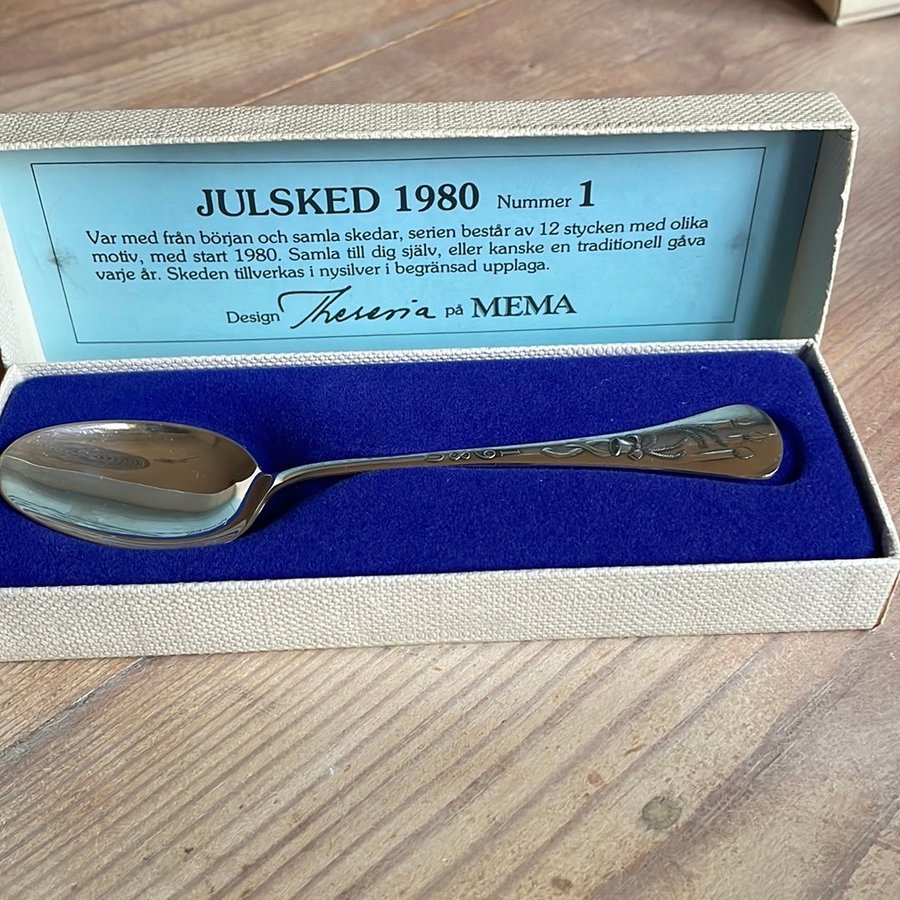 JULSKED 1980 Nummer 1
Var med från början och samla skedar, serien består av 12 stycken med olika
motiv, med start 1980. Samla till dig själv, eller kanske en traditionell gåva
varje år. Skeden tillverkas i nysilver i begränsad upplaga.
Design Theresia på MEMA
1980